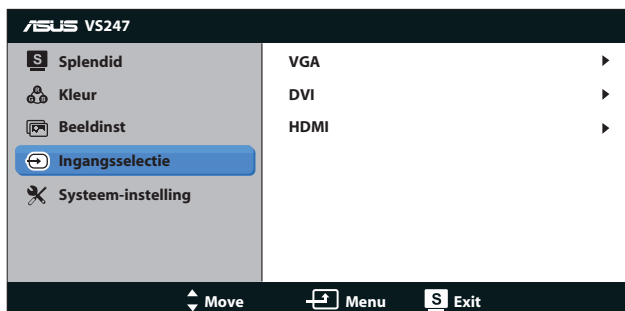 ASUS VS247
S Splendid
Kleur
Beeldinst
Ingangsselectie
Systeem-instelling
VGA
DVI
HDMI
Move Menu S Exit